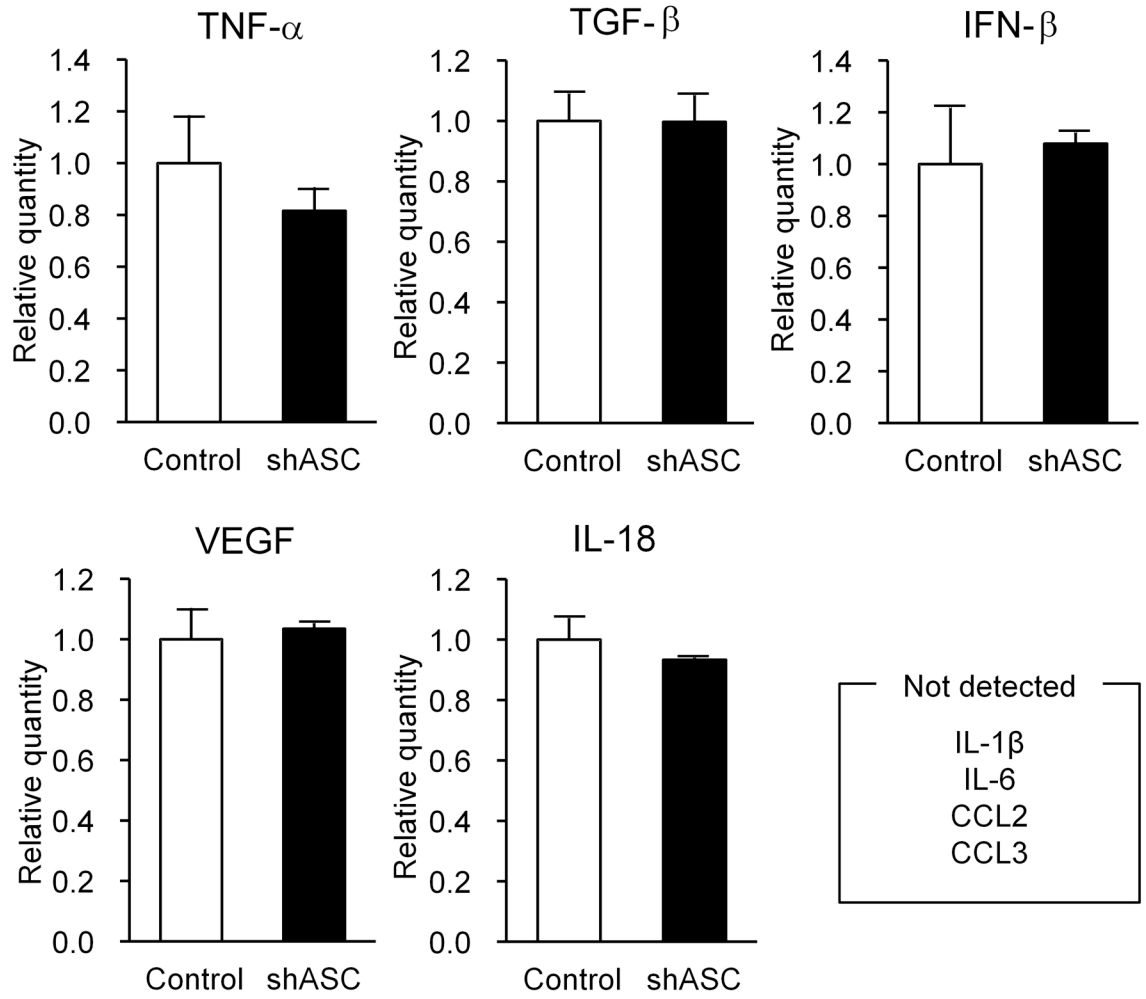 TNF-α
Relative quantity
1.4
1.2
1.0
0.8
0.6
0.4
0.2
0.0
Control shASC
TGF-β
Relative quantity
1.2
1.0
0.8
0.6
0.4
0.2
0.0
Control shASC
IFN-β
Relative quantity
1.4
1.2
1.0
0.8
0.6
0.4
0.2
0.0
Control shASC
VEGF
Relative quantity
1.2
1.0
0.8
0.6
0.4
0.2
0.0
Control shASC
IL-18
Relative quantity
1.2
1.0
0.8
0.6
0.4
0.2
0.0
Control shASC
Not detected
IL-1β
IL-6
CCL2
CCL3